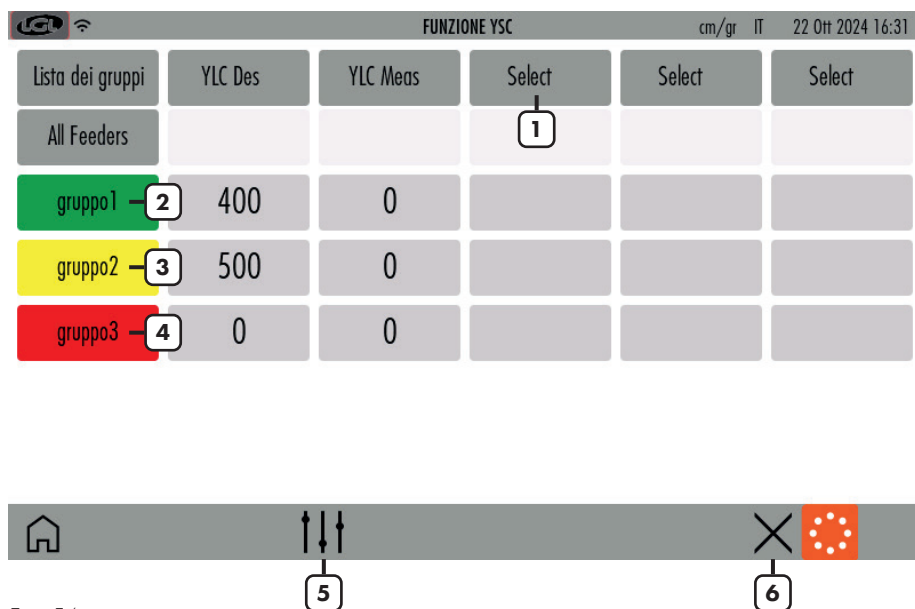 LGL FUNZIONE YSC cm/gr IT 22 Ott 2024 16:31
Lista dei gruppi YLC Des YLC Meas Select Select Select
All Feeders 1
gruppo1 2 400 0
gruppo2 3 500 0
gruppo3 4 0 0
5 6